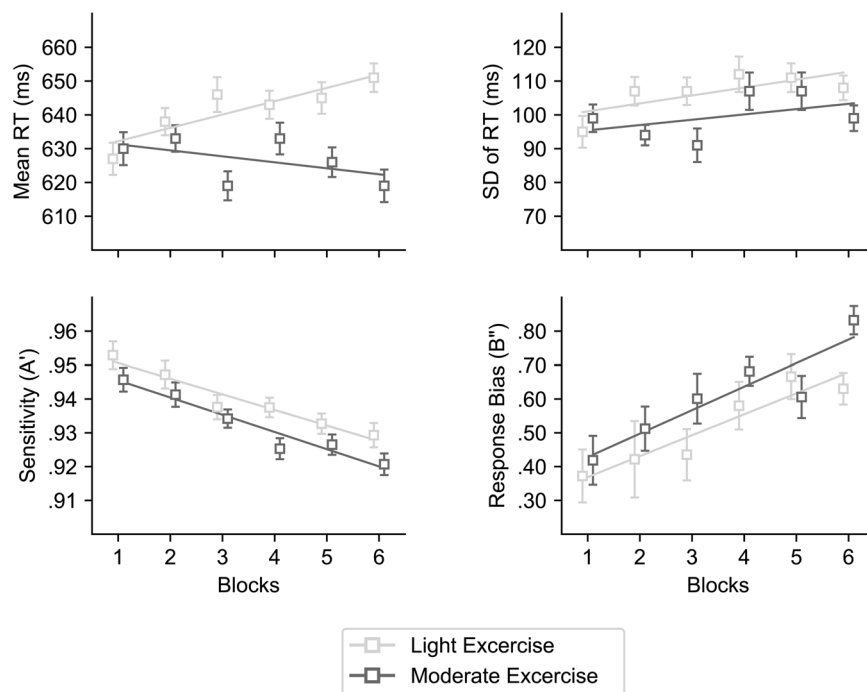 660
650
640
630
620
610
Mean RT (ms)
120
110
100
90
80
70
SD of RT (ms)
.96
.95
.94
.93
.92
.91
Sensitivity (A')
1 2 3 4 5 6
Blocks
.80
.70
.60
.50
.40
.30
Response Bias (B")
1 2 3 4 5 6
Blocks
Light Excercise
Moderate Excercise